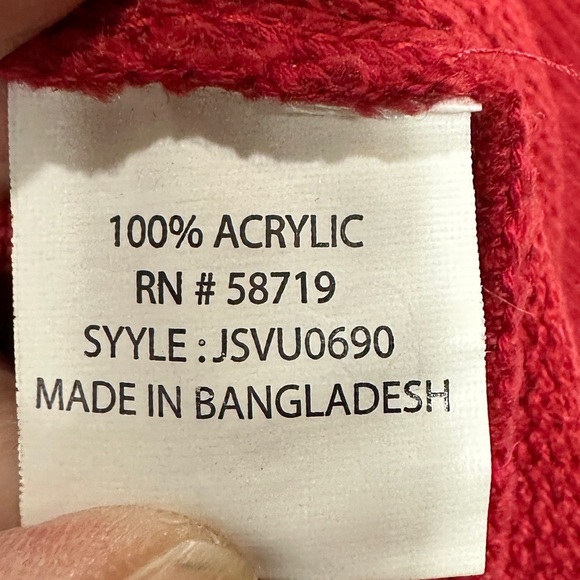 100% ACRYLIC
RN # 58719
SYYLE : JSVU0690
MADE IN BANGLADESH